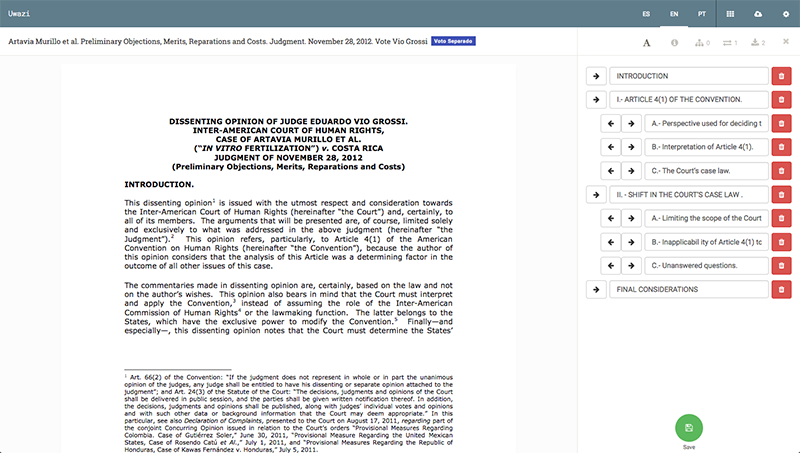 Uwazi
ES EN PT
Artavia Murillo et al. Preliminary Objections, Merits, Reparations and Costs. Judgment. November 28, 2012. Vote Vio Grossi Voto Separado
A 0 1 2
DISSENTING OPINION OF JUDGE EDUARDO VIO GROSSI.
INTER-AMERICAN COURT OF HUMAN RIGHTS,
CASE OF ARTAVIA MURILLO ET AL.
("IN VITRO FERTILIZATION") v. COSTA RICA
JUDGMENT OF NOVEMBER 28, 2012
(Preliminary Objections, Merits, Reparations and Costs)
INTRODUCTION.
This dissenting opinion1 is issued with the utmost respect and consideration towards
the Inter-American Court of Human Rights (hereinafter "the Court") and, certainly, to
all of its members. The arguments that will be presented are, of course, limited solely
and exclusively to what was addressed in the above judgment (hereinafter "the
Judgment").2 This opinion refers, particularly, to Article 4(1) of the American
Convention on Human Rights (hereinafter "the Convention"), because the author of
this opinion considers that the analysis of this Article was a determining factor in the
outcome of all other issues of this case.
The commentaries made in dissenting opinion are, certainly, based on the law and not
on the author's wishes. This opinion also bears in mind that the Court must interpret
and apply the Convention,3 instead of assuming the role of the Inter-American
Commission of Human Rights4 or the lawmaking function. The latter belongs to the
States, which have the exclusive power to modify the Convention.5 Finally—and
especially—, this dissenting opinion notes that the Court must determine the States'
1 Art. 66(2) of the Convention: "If the judgment does not represent in whole or in part the unanimous
opinion of the judges, any judge shall be entitled to have his dissenting or separate opinion attached to the
judgment"; and Art. 24(3) of the Statute of the Court: "The decisions, judgments and opinions of the Court
shall be delivered in public session, and the parties shall be given written notification thereof. In addition,
the decisions, judgments and opinions shall be published, along with judges' individual votes and opinions
and with such other data or background information that the Court may deem appropriate." In this
particular, see also Declaration of Complaints, presented to the Court on August 17, 2011, regarding part of
the conjoint Concurring Opinion issued in relation to the Court's orders "Provisional Measures Regarding
Colombia. Case of Gutiérrez Soler," June 30, 2011, "Provisional Measure Regarding the United Mexican
States, Case of Rosendo Catú et Al.," July 1, 2011, and "Provisional Measures Regarding the Republic of
Honduras, Case of Kawas Fernández v. Honduras," July 5, 2011.
INTRODUCTION
I.- ARTICLE 4(1) OF THE CONVENTION.
A.- Perspective used for deciding t
B.- Interpretation of Article 4(1).
C.- The Court's case law.
II. - SHIFT IN THE COURT'S CASE LAW .
A.- Limiting the scope of the Court
B.- Inapplicabil ity of Article 4(1) tc
C.- Unanswered questions.
FINAL CONSIDERATIONS
Save